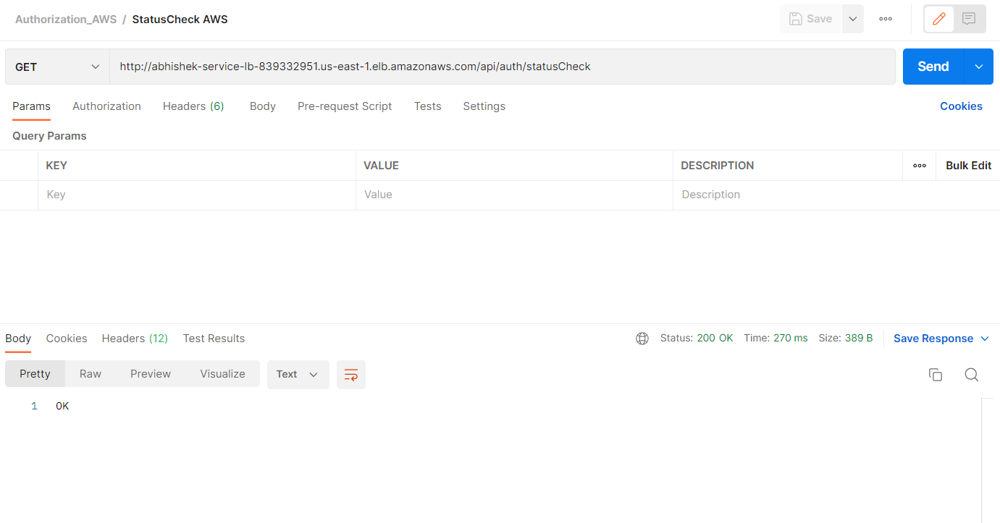 Authorization_AWS / StatusCheck AWS
Save
GET
http://abhishek-service-lb-839332951.us-east-1.elb.amazonaws.com/api/auth/statusCheck
Send
Params Authorization Headers (6) Body Pre-request Script Tests Settings Cookies
Query Params
KEY VALUE DESCRIPTION Bulk Edit
Key Value Description
Body Cookies Headers (12) Test Results Status: 200 OK Time: 270 ms Size: 389 B Save Response
Pretty Raw Preview Visualize Text
1 OK